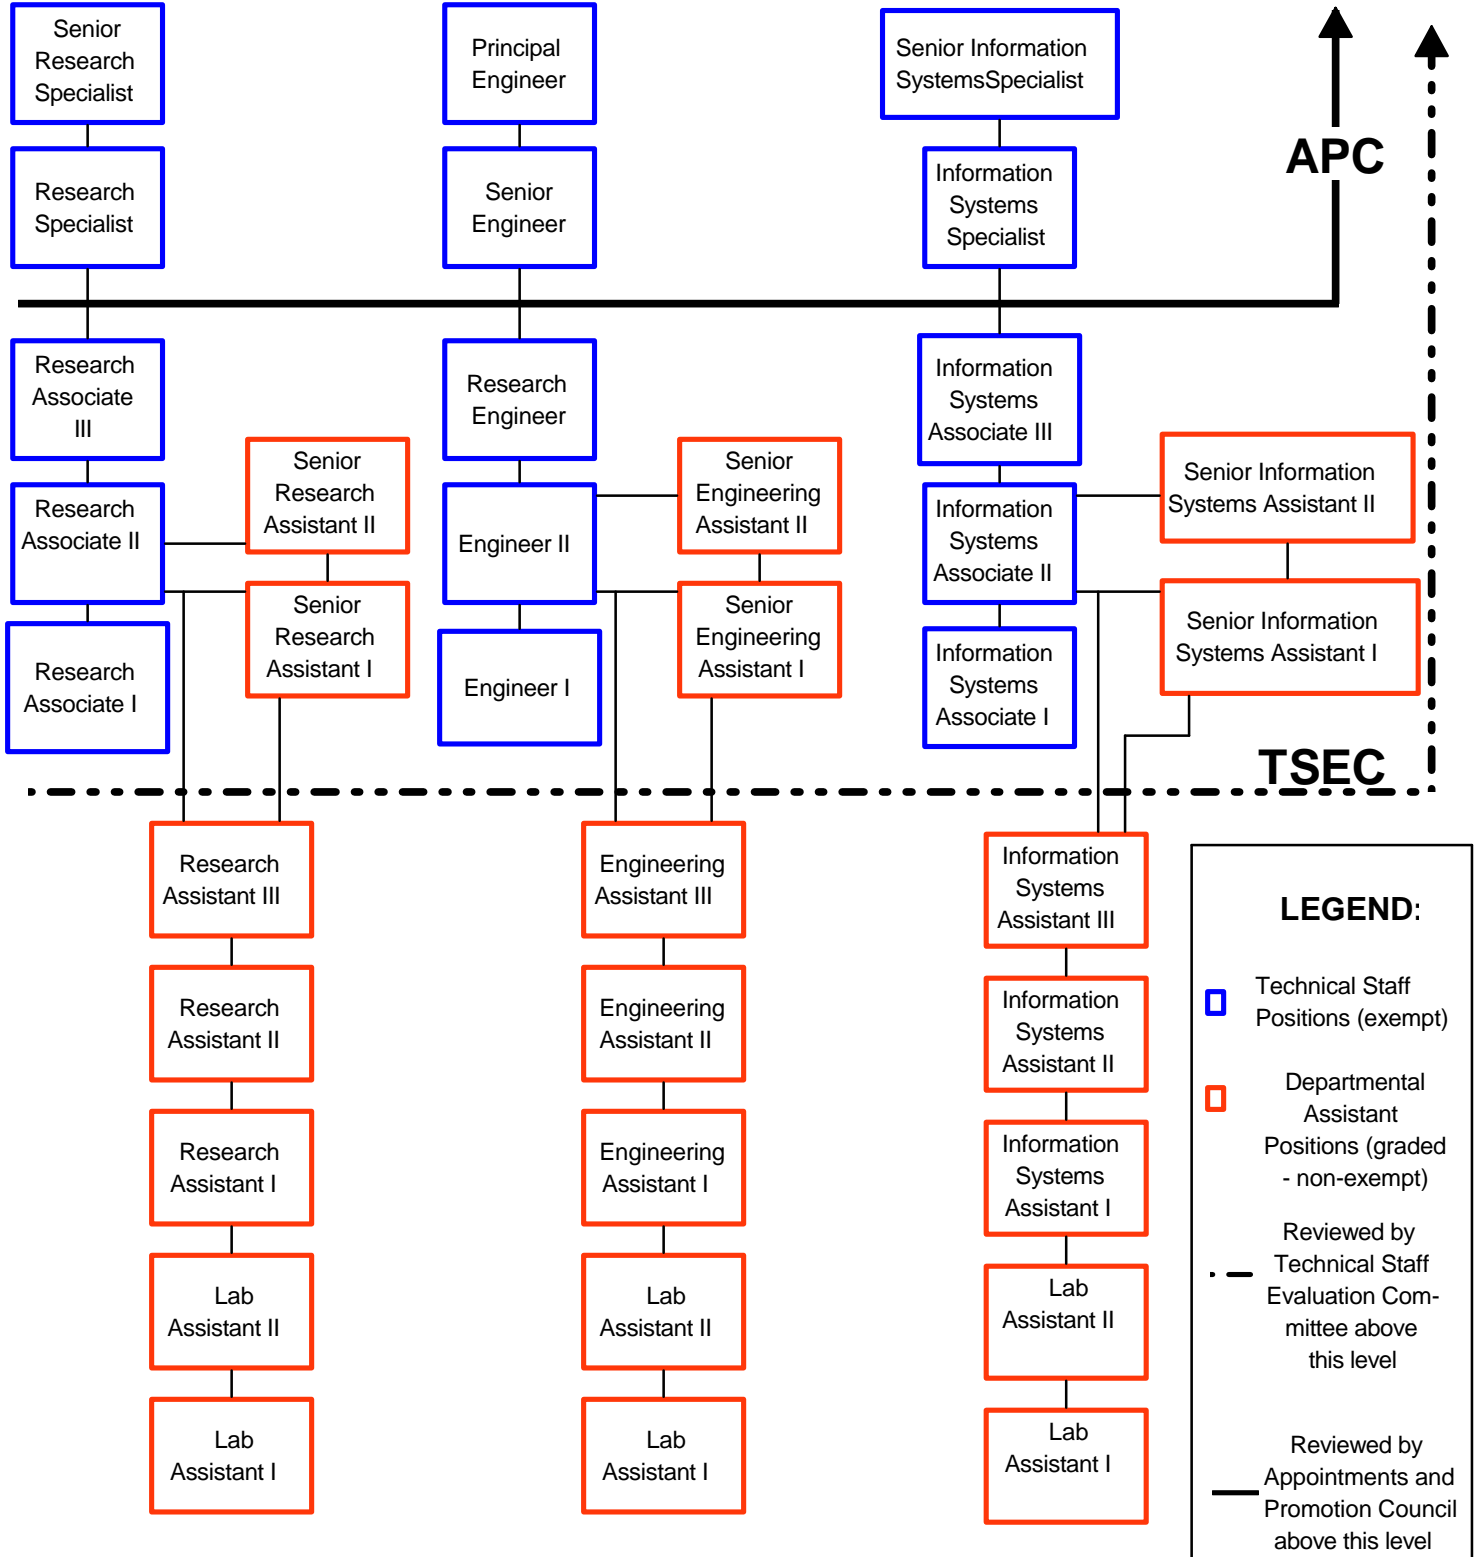 Senior
Research
Specialist
Principal
Engineer
Senior Information
SystemsSpecialist
APC
Research
Specialist
Senior
Engineer
Information
Systems
Specialist
Research
Associate
III
Research
Engineer
Information
Systems
Associate III
Senior
Research
Assistant II
Senior
Engineering
Assistant II
Senior Information
Systems Assistant II
Research
Associate II
Engineer II
Information
Systems
Associate II
Senior
Research
Assistant I
Senior
Engineering
Assistant I
Senior Information
Systems Assistant I
Research
Associate I
Engineer I
Information
Systems
Associate I
TSEC
Research
Assistant III
Engineering
Assistant III
Information
Systems
Assistant III
Research
Assistant II
Engineering
Assistant II
Information
Systems
Assistant II
Research
Assistant I
Engineering
Assistant I
Information
Systems
Assistant I
Lab
Assistant II
Lab
Assistant II
Lab
Assistant II
Lab
Assistant I
Lab
Assistant I
Lab
Assistant I
LEGEND:
Technical Staff
Positions (exempt)
Departmental
Assistant
Positions (graded
- non-exempt)
Reviewed by
Technical Staff
Evaluation Com-
mittee above
this level
Reviewed by
Appointments and
Promotion Council
above this level